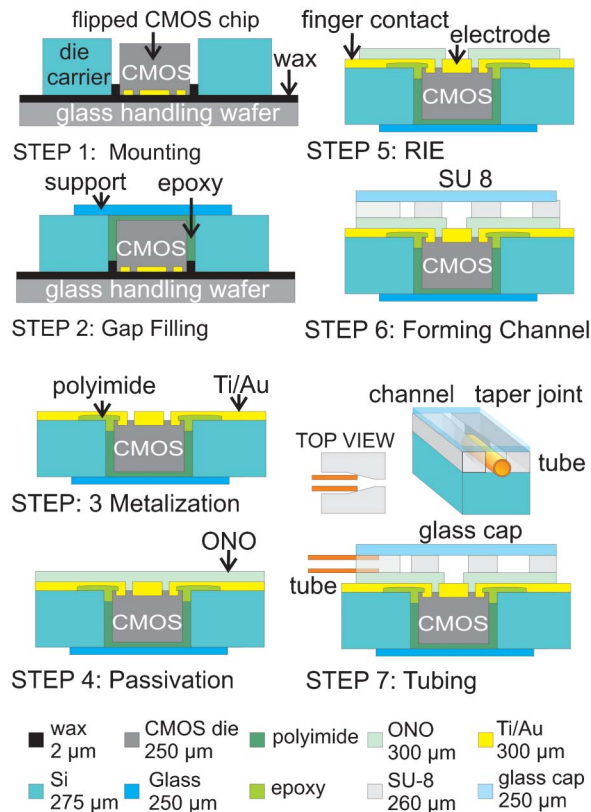 flipped CMOS chip
die
carrier
CMOS
wax
glass handling wafer
STEP 1: Mounting
support
epoxy
CMOS
glass handling wafer
STEP 2: Gap Filling
polyimide
Ti/Au
CMOS
STEP: 3 Metalization
ONO
CMOS
STEP 4: Passivation
finger contact
electrode
CMOS
STEP 5: RIE
SU 8
CMOS
STEP 6: Forming Channel
channel
taper joint
TOP VIEW
tube
glass cap
tube
CMOS
STEP 7: Tubing
wax
2 μm
CMOS die
250 μm
polyimide
ONO
300 μm
Ti/Au
300 μm
Si
275 μm
Glass
250 μm
epoxy
SU-8
260 μm
glass cap
250 μm